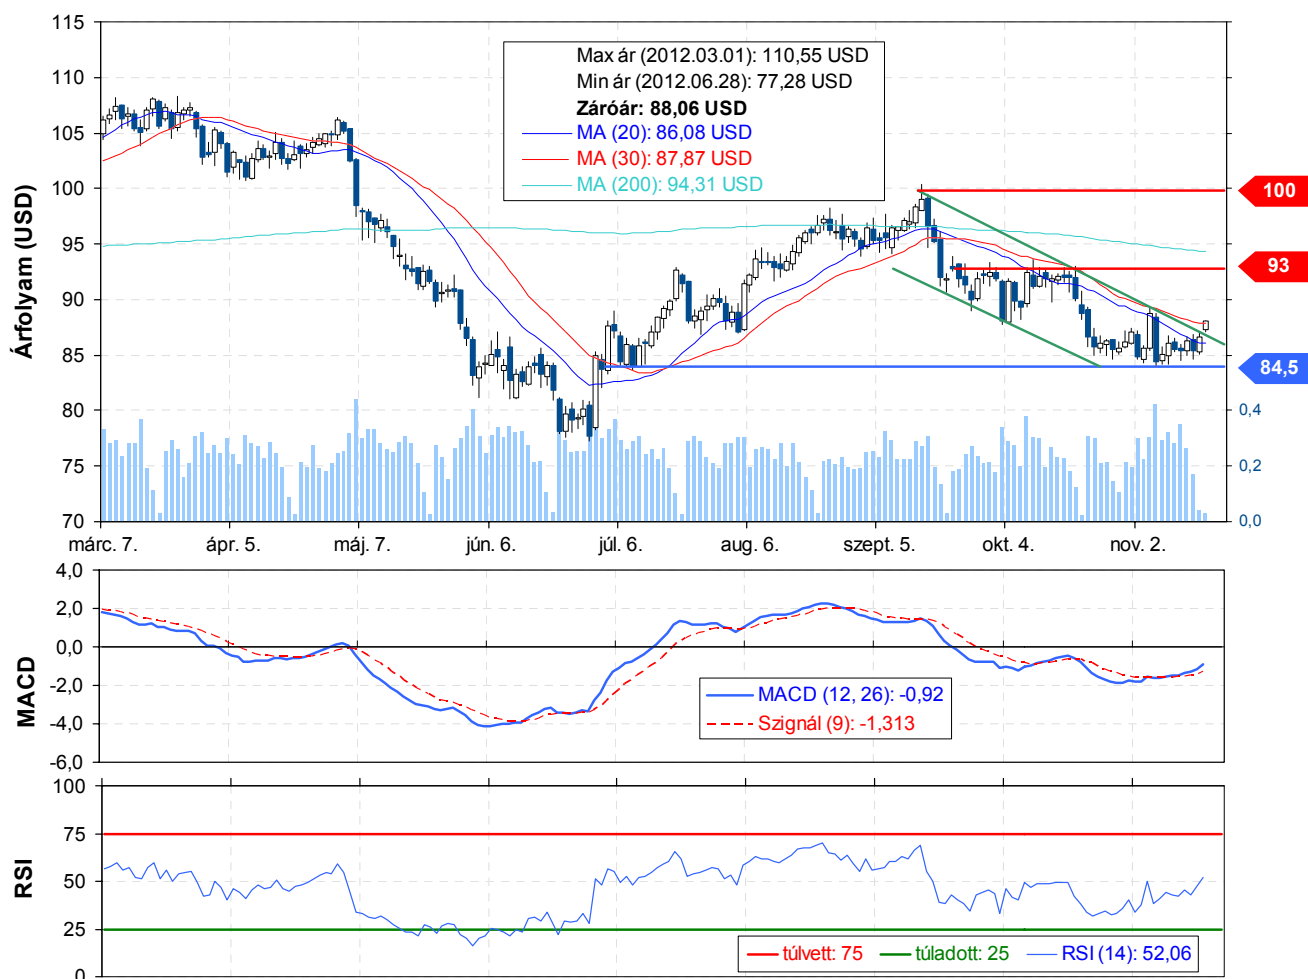 115
110
105
100
95
90
85
80
75
70
Árfolyam (USD)
Max ár (2012.03.01): 110,55 USD
Min ár (2012.06.28): 77,28 USD
Záróár: 88,06 USD
MA (20): 86,08 USD
MA (30): 87,87 USD
MA (200): 94,31 USD
100
93
84,5
0,4
0,2
0,0
márc. 7.
ápr. 5.
máj. 7.
jún. 6.
júl. 6.
aug. 6.
szept. 5.
okt. 4.
nov. 2.
4,0
2,0
0,0
-2,0
-4,0
-6,0
MACD
MACD (12, 26): -0,92
Szignál (9): -1,313
100
75
50
25
0
RSI
túlvett: 75
túladott: 25
RSI (14): 52,06